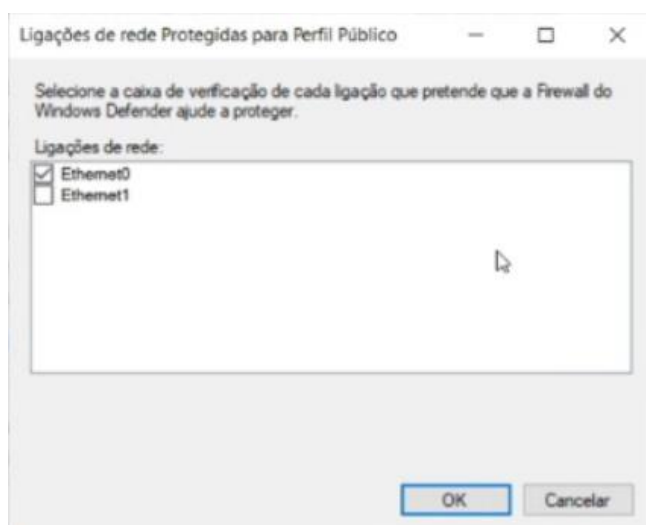 Ligações de rede Protegidas para Perfil Público
Selecione a caixa de verificação de cada ligação que pretende que a Firewall do
Windows Defender ajude a proteger.
Ligações de rede:
Ethernet0
Ethernet1
OK Cancelar